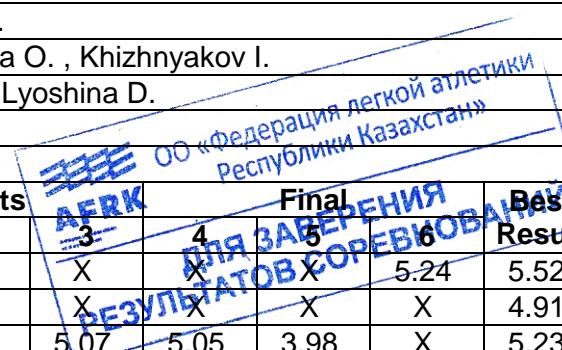 a O. , Khizhnyakov I.
Lyoshina D.
ОО «Федерация легкой атлетики
Республики Казахстан»
AFRK
ДЛЯ ЗАВЕРЕНИЯ
РЕЗУЛЬТАТОВ СОРЕВНОВАНИЙ
ts Final Bes
3 4 5 6 Resu
X X X 5.24 5.52
X X X X 4.91
5.07 5.05 3.98 X 5.23